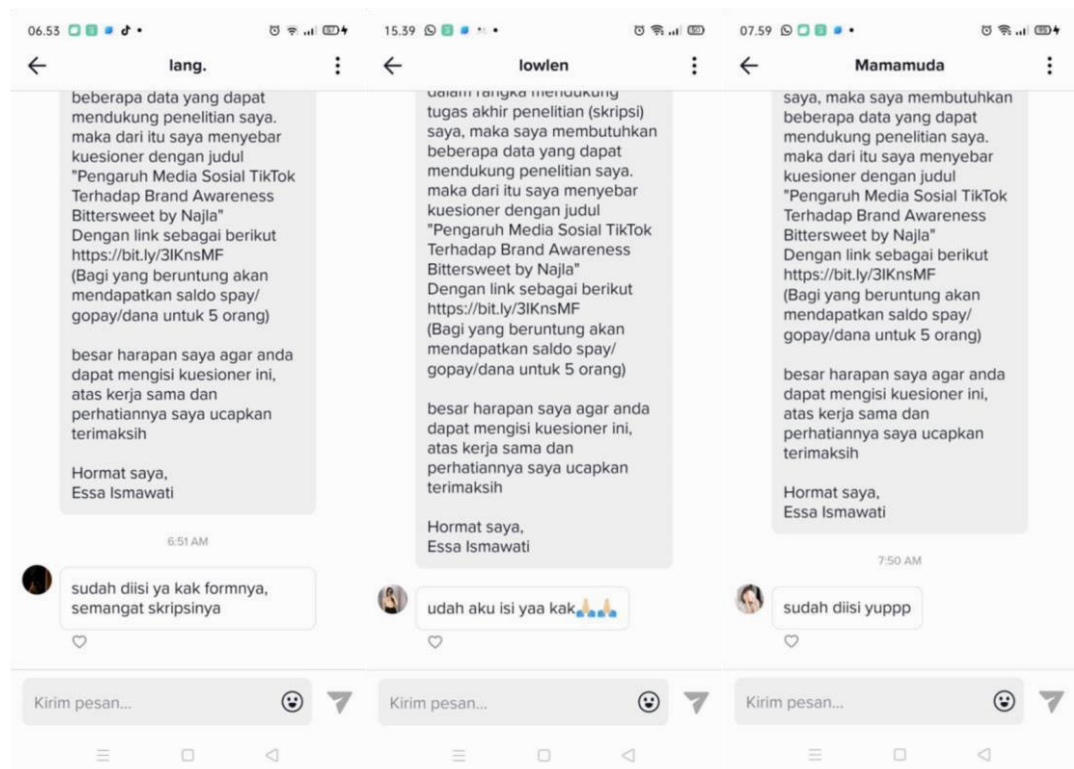 06.53
lang.
beberapa data yang dapat
mendukung penelitian saya.
maka dari itu saya menyebar
kuesioner dengan judul
"Pengaruh Media Sosial TikTok
Terhadap Brand Awareness
Bittersweet by Najla"
Dengan link sebagai berikut
https://bit.ly/3IKnsMF
(Bagi yang beruntung akan
mendapatkan saldo spay/
gopay/dana untuk 5 orang)
besar harapan saya agar anda
dapat mengisi kuesioner ini,
atas kerja sama dan
perhatiannya saya ucapkan
terimaksih
Hormat saya,
Essa Ismawati
6:51 AM
sudah diisi ya kak formnya,
semangat skripsinya
Kirim pesan...
15.39
lowlen
dalam rangka mendukung
tugas akhir penelitian (skripsi)
saya, maka saya membutuhkan
beberapa data yang dapat
mendukung penelitian saya.
maka dari itu saya menyebar
kuesioner dengan judul
"Pengaruh Media Sosial TikTok
Terhadap Brand Awareness
Bittersweet by Najla"
Dengan link sebagai berikut
https://bit.ly/3IKnsMF
(Bagi yang beruntung akan
mendapatkan saldo spay/
gopay/dana untuk 5 orang)
besar harapan saya agar anda
dapat mengisi kuesioner ini,
atas kerja sama dan
perhatiannya saya ucapkan
terimaksih
Hormat saya,
Essa Ismawati
udah aku isi yaa kak🙏🏻🙏🏻
Kirim pesan...
07.59
Mamamuda
saya, maka saya membutuhkan
beberapa data yang dapat
mendukung penelitian saya.
maka dari itu saya menyebar
kuesioner dengan judul
"Pengaruh Media Sosial TikTok
Terhadap Brand Awareness
Bittersweet by Najla"
Dengan link sebagai berikut
https://bit.ly/3IKnsMF
(Bagi yang beruntung akan
mendapatkan saldo spay/
gopay/dana untuk 5 orang)
besar harapan saya agar anda
dapat mengisi kuesioner ini,
atas kerja sama dan
perhatiannya saya ucapkan
terimaksih
Hormat saya,
Essa Ismawati
7:50 AM
sudah diisi yuppp
Kirim pesan...